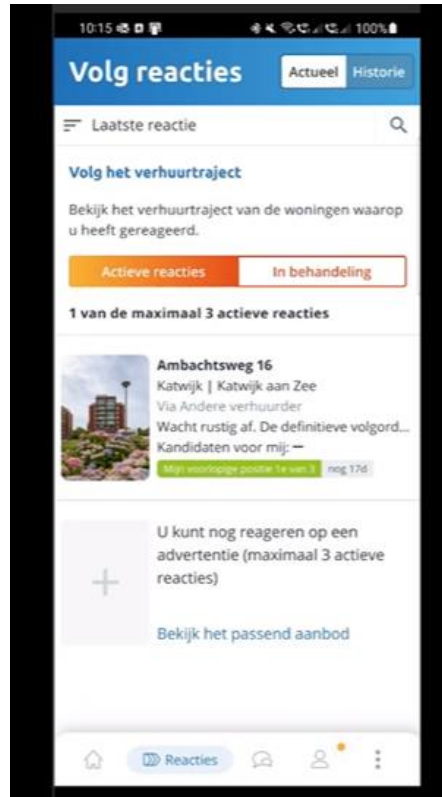 10:15
100%
Volg reacties
Actueel Historie
Laatste reactie
Volg het verhuurtraject
Bekijk het verhuurtraject van de woningen waarop
u heeft gereageerd.
Actieve reacties In behandeling
1 van de maximaal 3 actieve reacties
Ambachtsweg 16
Katwijk | Katwijk aan Zee
Via Andere verhuurder
Wacht rustig af. De definitieve volgord...
Kandidaten voor mij: —
Mijn voorlopige positie 1e van 3 nog 17d
U kunt nog reageren op een
advertentie (maximaal 3 actieve
reacties)
Bekijk het passend aanbod
Reacties